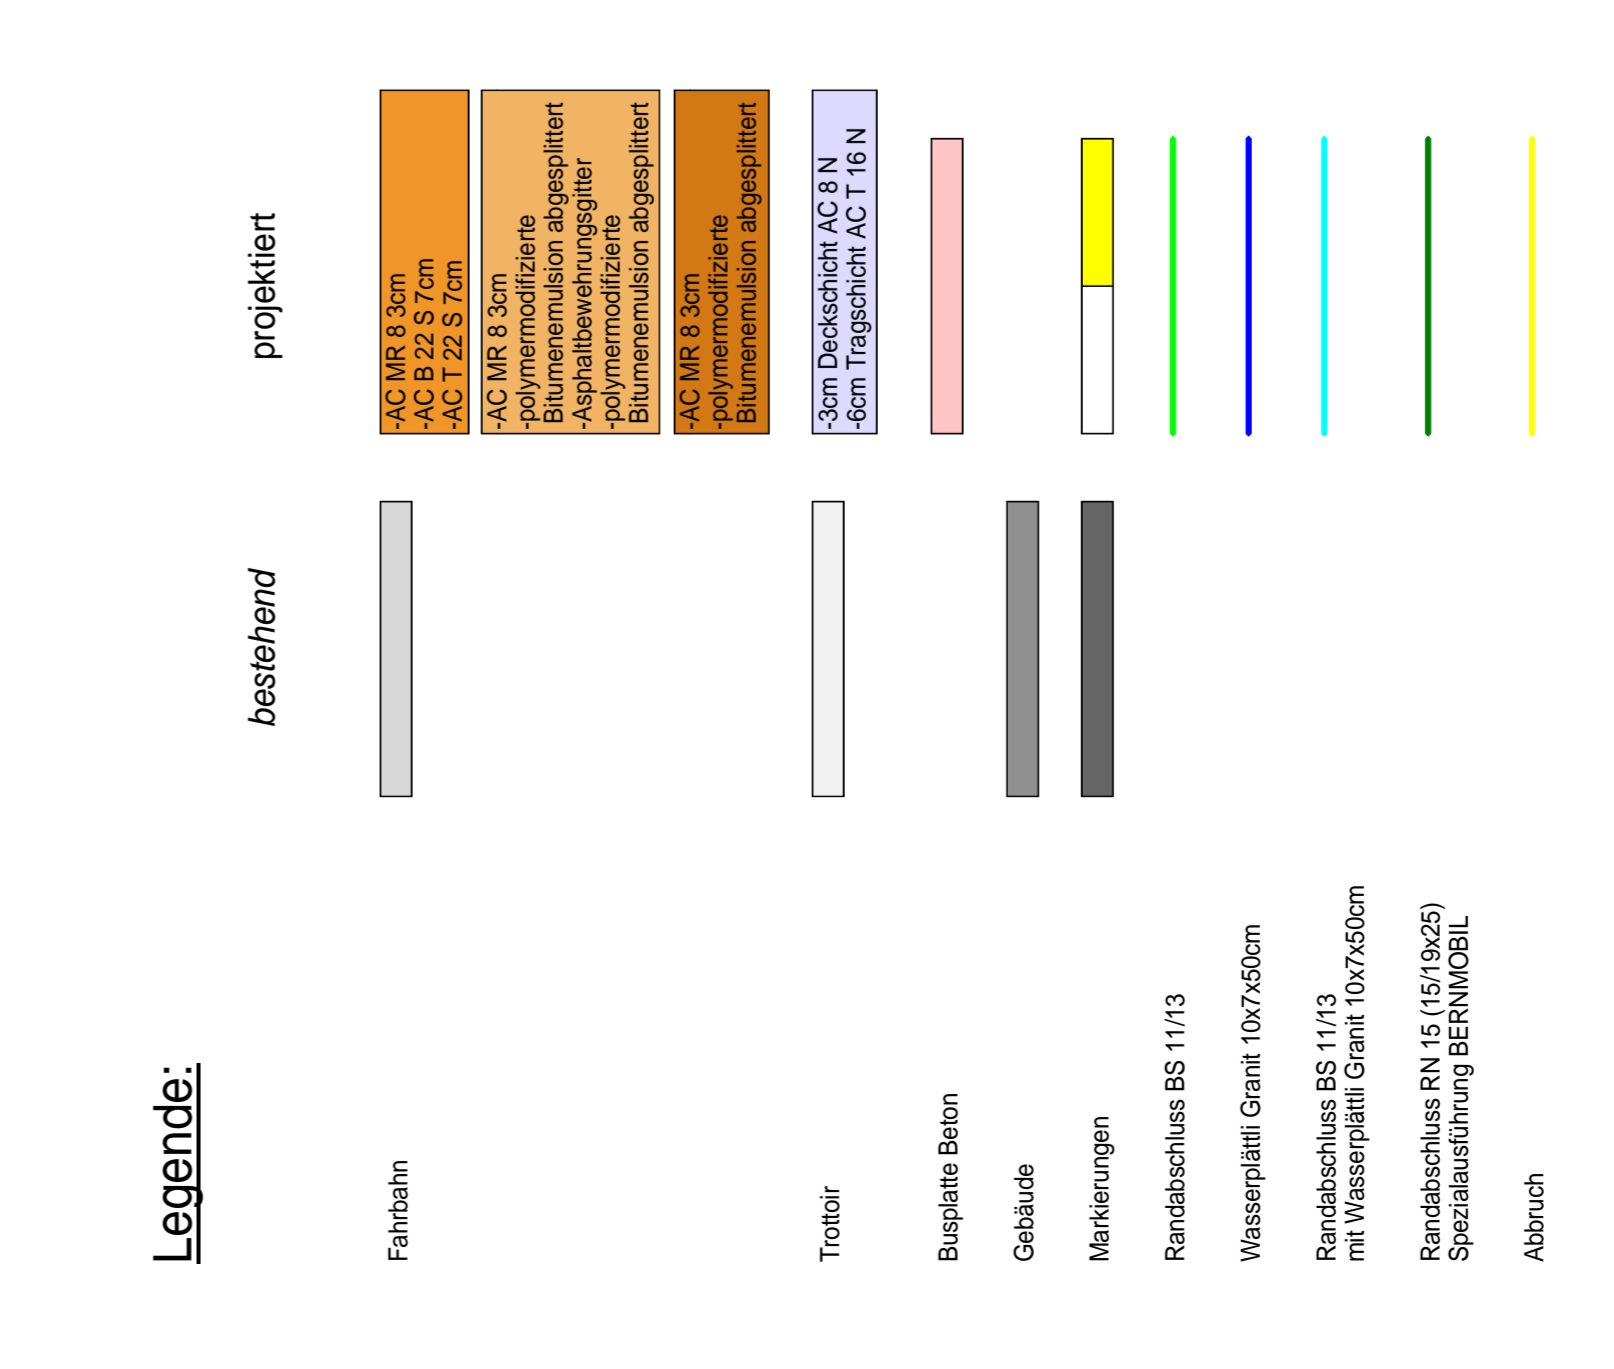 Legende:
bestehend
projektiert
Fahrbahn
-AC MR 8 3cm
-AC B 22 S 7cm
-AC T 22 S 7cm
-AC MR 8 3cm
-polymermodifizierte
Bitumenemulsion abgesplittert
-Asphaltbewehrungsgitter
-polymermodifizierte
Bitumenemulsion abgesplittert
-AC MR 8 3cm
-polymermodifizierte
Bitumenemulsion abgesplittert
Trottoir
-3cm Deckschicht AC 8 N
-6cm Tragschicht AC T 16 N
Busplatte Beton
Gebäude
Markierungen
Randabschluss BS 11/13
Wasserplättli Granit 10x7x50cm
Randabschluss BS 11/13
mit Wasserplättli Granit 10x7x50cm
Randabschluss RN 15 (15/19x25)
Spezialausführung BERNMOBIL
Abbruch